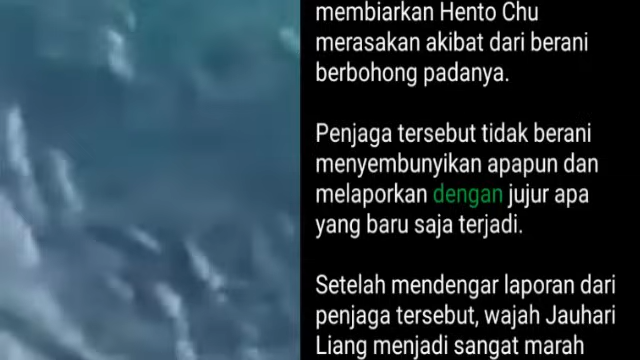 membiarkan Hento Chu
merasakan akibat dari berani
berbohong padanya.
Penjaga tersebut tidak berani
menyembunyikan apapun dan
melaporkan dengan jujur apa
yang baru saja terjadi.
Setelah mendengar laporan dari
penjaga tersebut, wajah Jauhari
Liang menjadi sangat marah